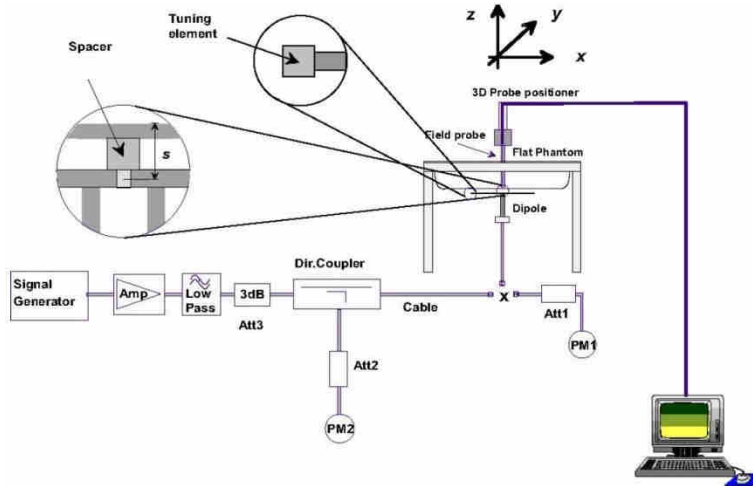 Tuning
element
z
y
x
Spacer
s
3D Probe positioner
Field probe
Flat Phantom
Dipole
Signal
Generator
Amp
Low
Pass
3dB
Att3
Dir.Coupler
Cable
x
Att1
PM1
Att2
PM2